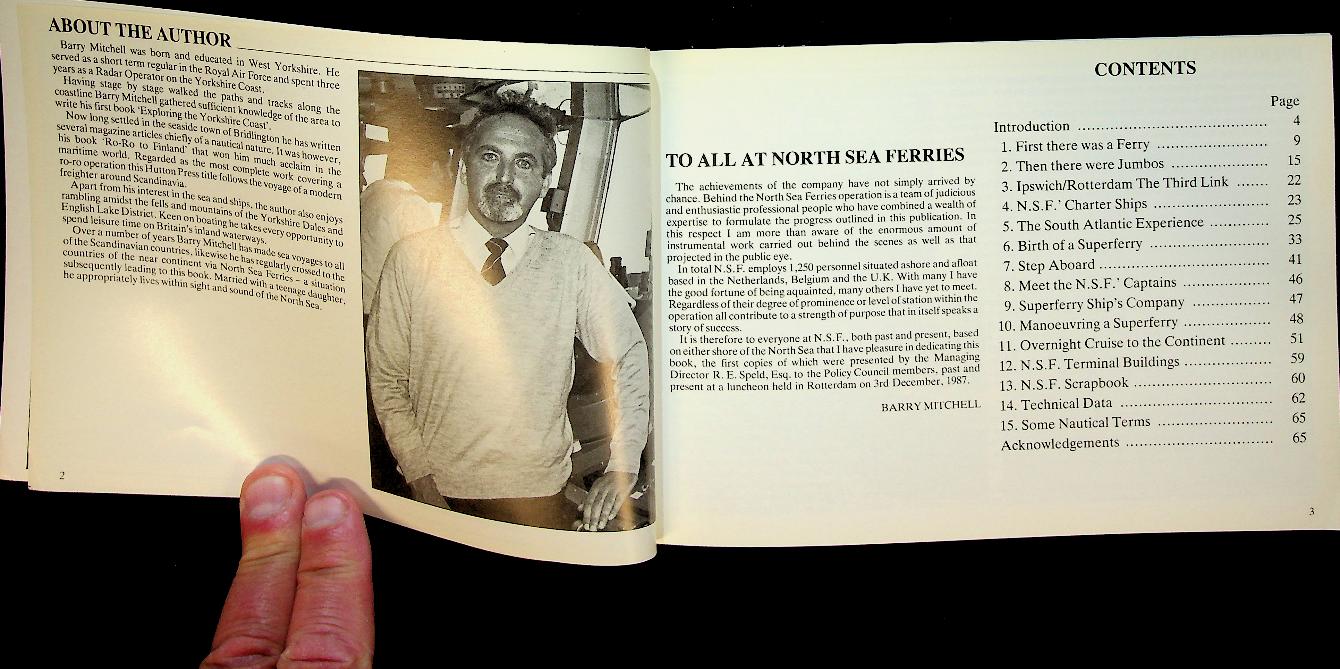 ABOUT THE AUTHOR
Barry Mitchell was born and educated in West Yorkshire. He
served as a short term regular in the Royal Air Force and spent three
years as a Radar Operator on the Yorkshire Coast.
Having stage by stage walked the paths and tracks along the
coastline Barry Mitchell gathered sufficient knowledge of the area to
write his first book 'Exploring the Yorkshire Coast'.
Now long settled in the seaside town of Bridlington he has written
several magazine articles chiefly of a nautical nature. It was however,
his book 'Ro-Ro to Finland' that won him much acclaim in the
maritime world. Regarded as the most complete work covering a
ro-ro operation this Hutton Press title follows the voyage of a modern
freighter around Scandinavia.
Apart from his interest in the sea and ships, the author also enjoys
rambling amidst the fells and mountains of the Yorkshire Dales and
English Lake District. Keen on boating he takes every opportunity to
spend leisure time on Britain's inland waterways.
Over a number of years Barry Mitchell has made sea voyages to all
of the Scandinavian countries, likewise he has regularly crossed to the
countries of the near continent via North Sea Ferries – a situation
subsequently leading to this book. Married with a teenage daughter,
he appropriately lives within sight and sound of the North Sea.
2
TO ALL AT NORTH SEA FERRIES
The achievements of the company have not simply arrived by
chance. Behind the North Sea Ferries operation is a team of judicious
and enthusiastic professional people who have combined a wealth of
expertise to formulate the progress outlined in this publication. In
this respect I am more than aware of the enormous amount of
instrumental work carried out behind the scenes as well as that
projected in the public eye.
In total N.S.F. employs 1,250 personnel situated ashore and afloat
based in the Netherlands, Belgium and the U.K. With many I have
the good fortune of being aquainted, many others I have yet to meet.
Regardless of their degree of prominence or level of station within the
operation all contribute to a strength of purpose that in itself speaks a
story of success.
It is therefore to everyone at N.S.F., both past and present, based
on either shore of the North Sea that I have pleasure in dedicating this
book, the first copies of which were presented by the Managing
Director R. E. Speld, Esq. to the Policy Council members, past and
present at a luncheon held in Rotterdam on 3rd December, 1987.
BARRY MITCHELL
CONTENTS
Page
Introduction ........................................ 4
1. First there was a Ferry ....................... 9
2. Then there were Jumbos .................... 15
3. Ipswich/Rotterdam The Third Link ....... 22
4. N.S.F.' Charter Ships ......................... 23
5. The South Atlantic Experience ............. 25
6. Birth of a Superferry ......................... 33
7. Step Aboard .................................... 41
8. Meet the N.S.F.' Captains .................. 46
9. Superferry Ship's Company ................. 47
10. Manoeuvring a Superferry .................. 48
11. Overnight Cruise to the Continent ......... 51
12. N.S.F. Terminal Buildings ................... 59
13. N.S.F. Scrapbook ............................. 60
14. Technical Data ................................ 62
15. Some Nautical Terms ........................ 65
Acknowledgements ............................... 65
3